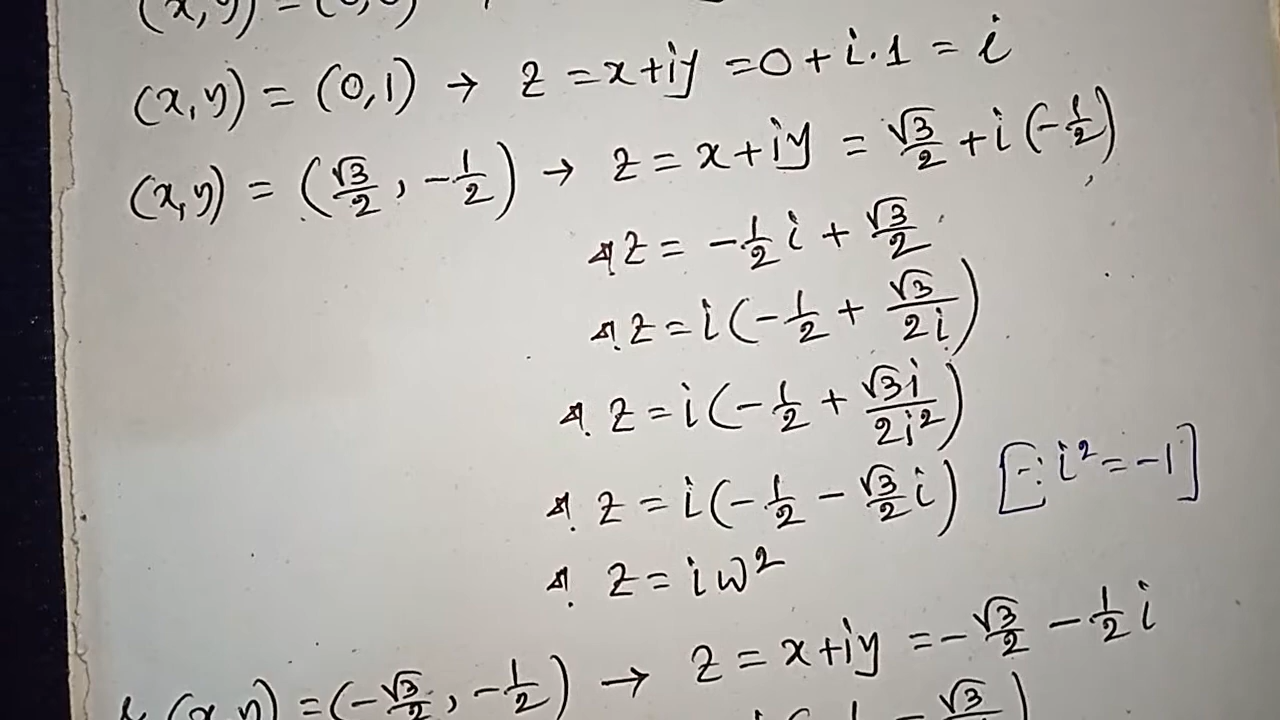 (x,y) = (0,0)
(x,y) = (0,1) → z = x+iy = 0+i.1 = i
(x,y) = (√3/2, -1/2) → z = x+iy = √3/2 + i(-1/2)
z = -1/2 i + √3/2
z = i(-1/2 + √3/2i)
z = i(-1/2 + √3i/2i²)
z = i(-1/2 - √3/2 i) [∵ i² = -1]
z = iω²
& (x,y) = (-√3/2, -1/2) → z = x+iy = -√3/2 - 1/2 i